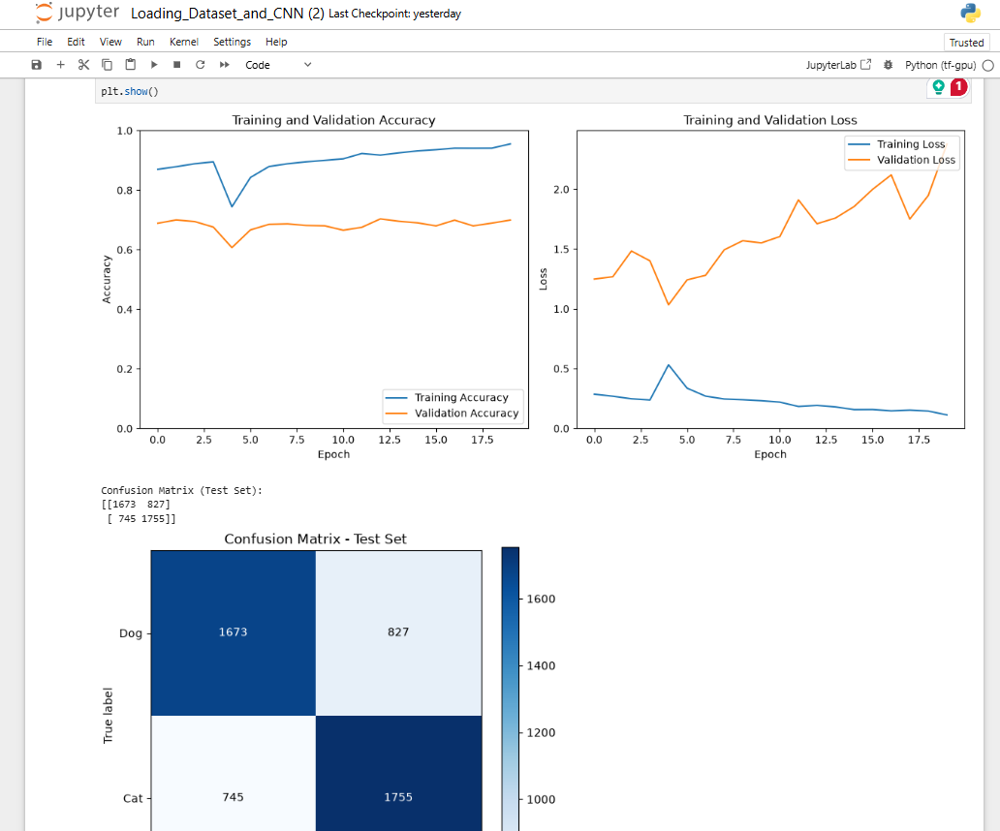 jupyter Loading_Dataset_and_CNN (2) Last Checkpoint: yesterday
File Edit View Run Kernel Settings Help
Trusted
Code
JupyterLab
Python (tf-gpu)
plt.show()
1
Training and Validation Accuracy
1.0
0.8
0.6
0.4
0.2
0.0
Accuracy
Training Accuracy
Validation Accuracy
0.0 2.5 5.0 7.5 10.0 12.5 15.0 17.5
Epoch
Training and Validation Loss
Training Loss
Validation Loss
2.0
1.5
1.0
0.5
0.0
Loss
0.0 2.5 5.0 7.5 10.0 12.5 15.0 17.5
Epoch
Confusion Matrix (Test Set):
[[1673  827]
 [ 745 1755]]
Confusion Matrix - Test Set
Dog
1673 827
True label
Cat
745 1755
1600
1400
1200
1000